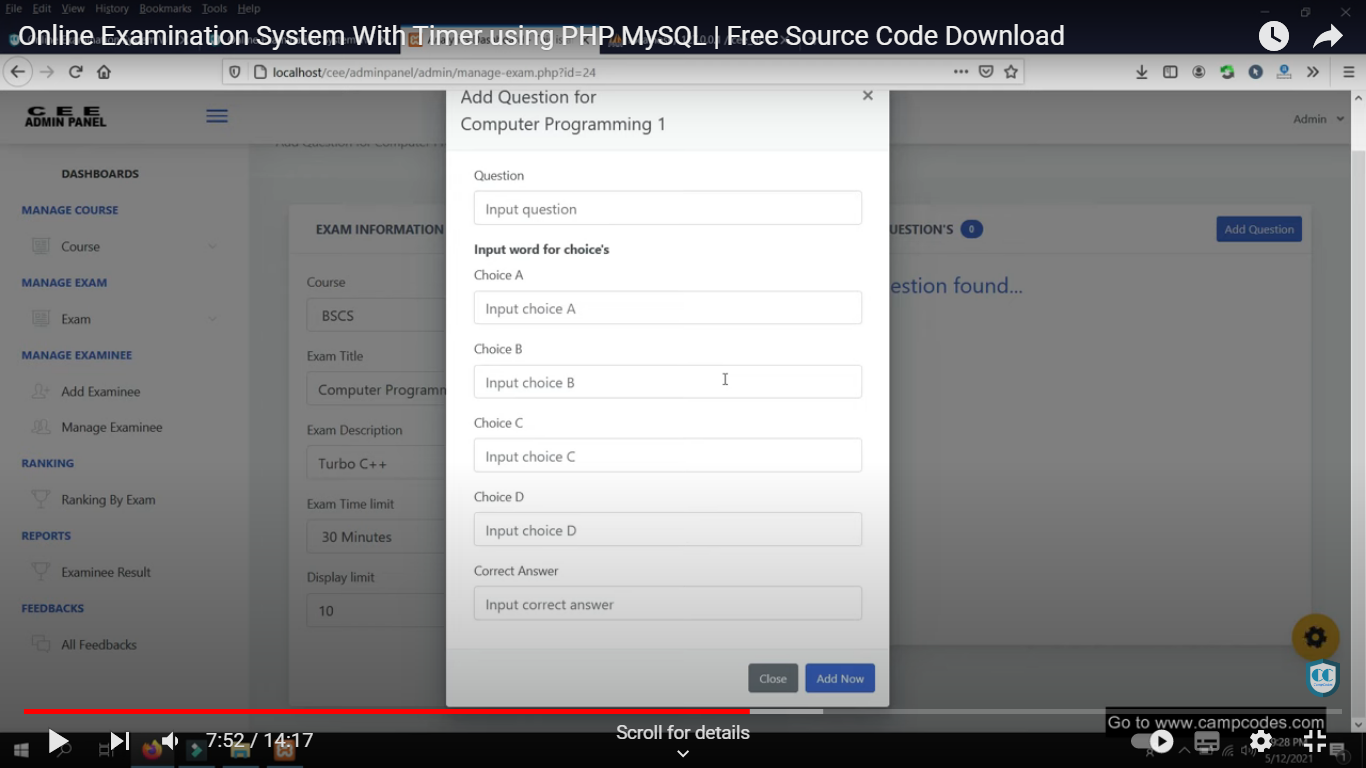 File Edit View History Bookmarks Tools Help
Online Examination System With Timer using PHP MySQL | Free Source Code Download
localhost/cee/adminpanel/admin/manage-exam.php?id=24
CEE
ADMIN PANEL
Admin
Add Question for
Computer Programming 1
DASHBOARDS
MANAGE COURSE
Course
MANAGE EXAM
Exam
MANAGE EXAMINEE
Add Examinee
Manage Examinee
RANKING
Ranking By Exam
REPORTS
Examinee Result
FEEDBACKS
All Feedbacks
EXAM INFORMATION
Course
BSCS
Exam Title
Computer Programm
Exam Description
Turbo C++
Exam Time limit
30 Minutes
Display limit
10
Question
Input question
Input word for choice's
Choice A
Input choice A
Choice B
Input choice B
Choice C
Input choice C
Choice D
Input choice D
Correct Answer
Input correct answer
Close
Add Now
UESTION'S 0
Add Question
estion found...
Go to www.campcodes.com
7:52 / 14:17
Scroll for details
9:28 PM
5/12/2021